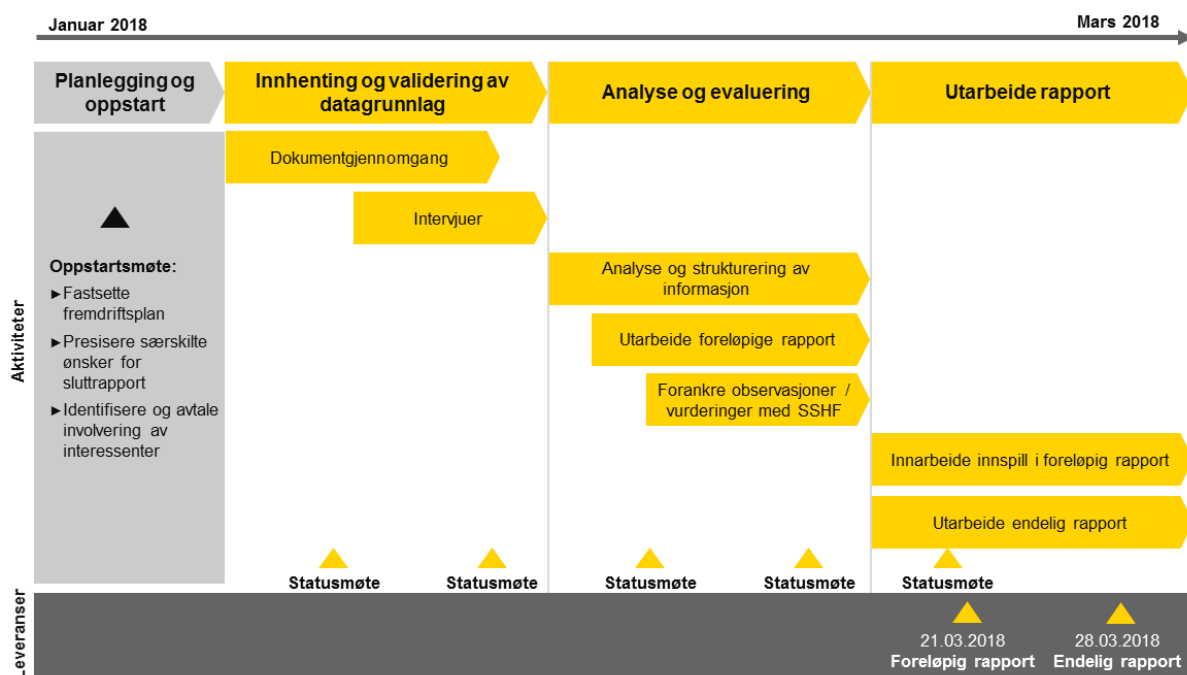 Januar 2018
Mars 2018
Planlegging og
oppstart
Innhenting og validering av
datagrunnlag
Analyse og evaluering
Utarbeide rapport
Aktiviteter
Dokumentgjennomgang
Intervjuer
Oppstartsmøte:
►Fastsette
fremdriftsplan
►Presisere særskilte
ønsker for
sluttrapport
►Identifisere og avtale
involvering av
interessenter
Analyse og strukturering av
informasjon
Utarbeide foreløpige rapport
Forankre observasjoner /
vurderinger med SSHF
Innarbeide innspill i foreløpig rapport
Utarbeide endelig rapport
Statusmøte
Statusmøte
Statusmøte
Statusmøte
Statusmøte
Leveranser
21.03.2018
Foreløpig rapport
28.03.2018
Endelig rapport